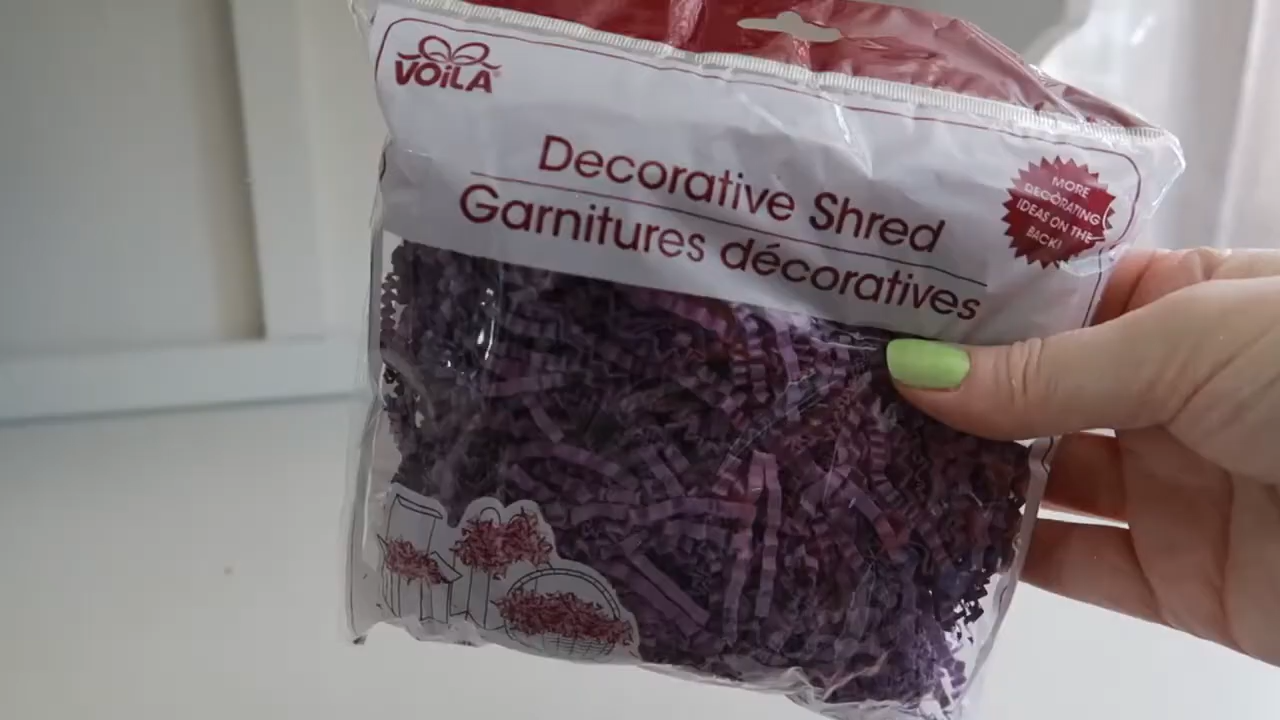 VOiLA®
Decorative Shred
Garnitures décoratives
MORE
DECORATING
IDEAS ON THE
BACK!